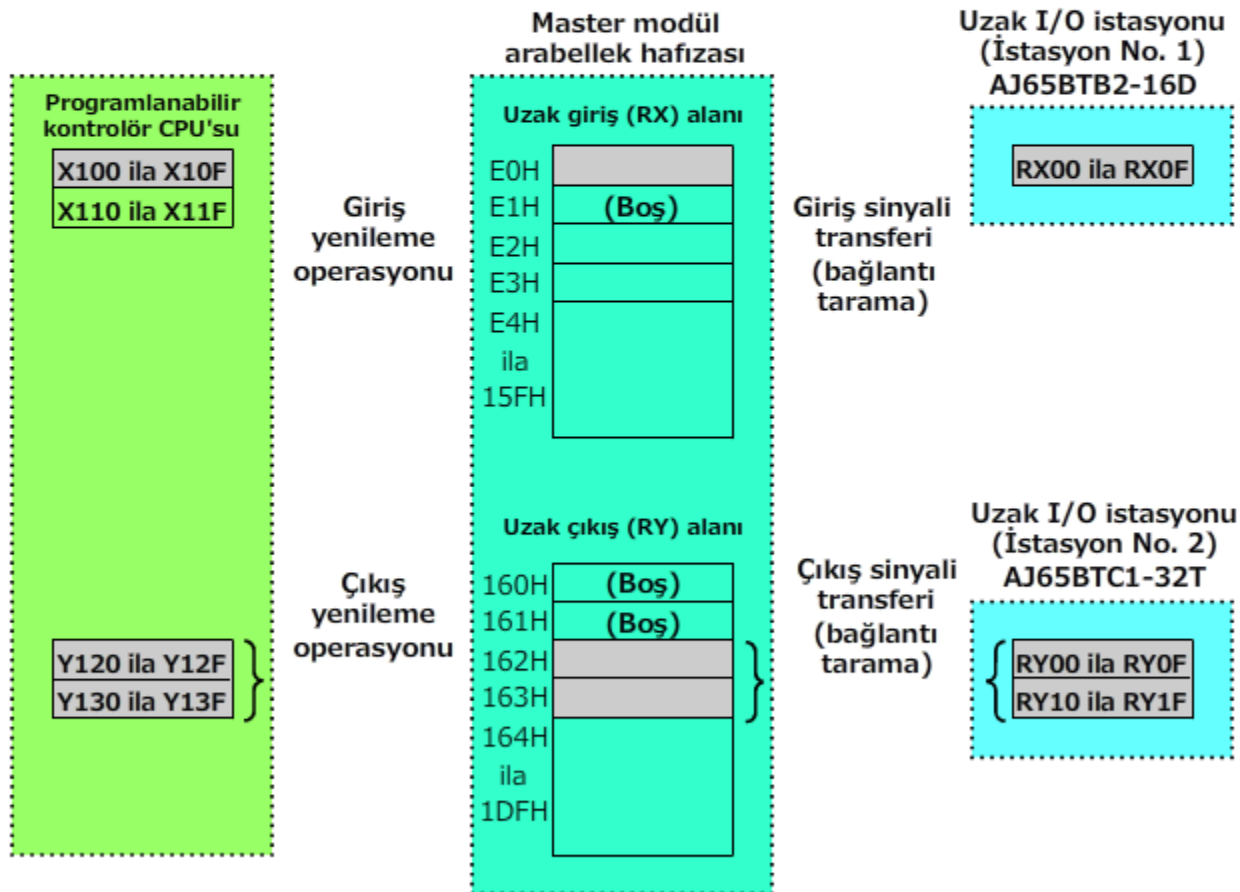 Master modül
arabellek hafızası
Uzak I/O istasyonu
(İstasyon No. 1)
AJ65BTB2-16D
Programlanabilir
kontrolör CPU'su
X100 ila X10F
X110 ila X11F
Giriş
yenileme
operasyonu
Uzak giriş (RX) alanı
E0H
E1H
(Boş)
E2H
E3H
E4H
ila
15FH
Giriş sinyali
transferi
(bağlantı
tarama)
RX00 ila RX0F
Uzak çıkış (RY) alanı
Uzak I/O istasyonu
(İstasyon No. 2)
AJ65BTC1-32T
Çıkış
yenileme
operasyonu
160H
(Boş)
161H
(Boş)
162H
163H
164H
ila
1DFH
Çıkış sinyali
transferi
(bağlantı
tarama)
Y120 ila Y12F
Y130 ila Y13F
RY00 ila RY0F
RY10 ila RY1F